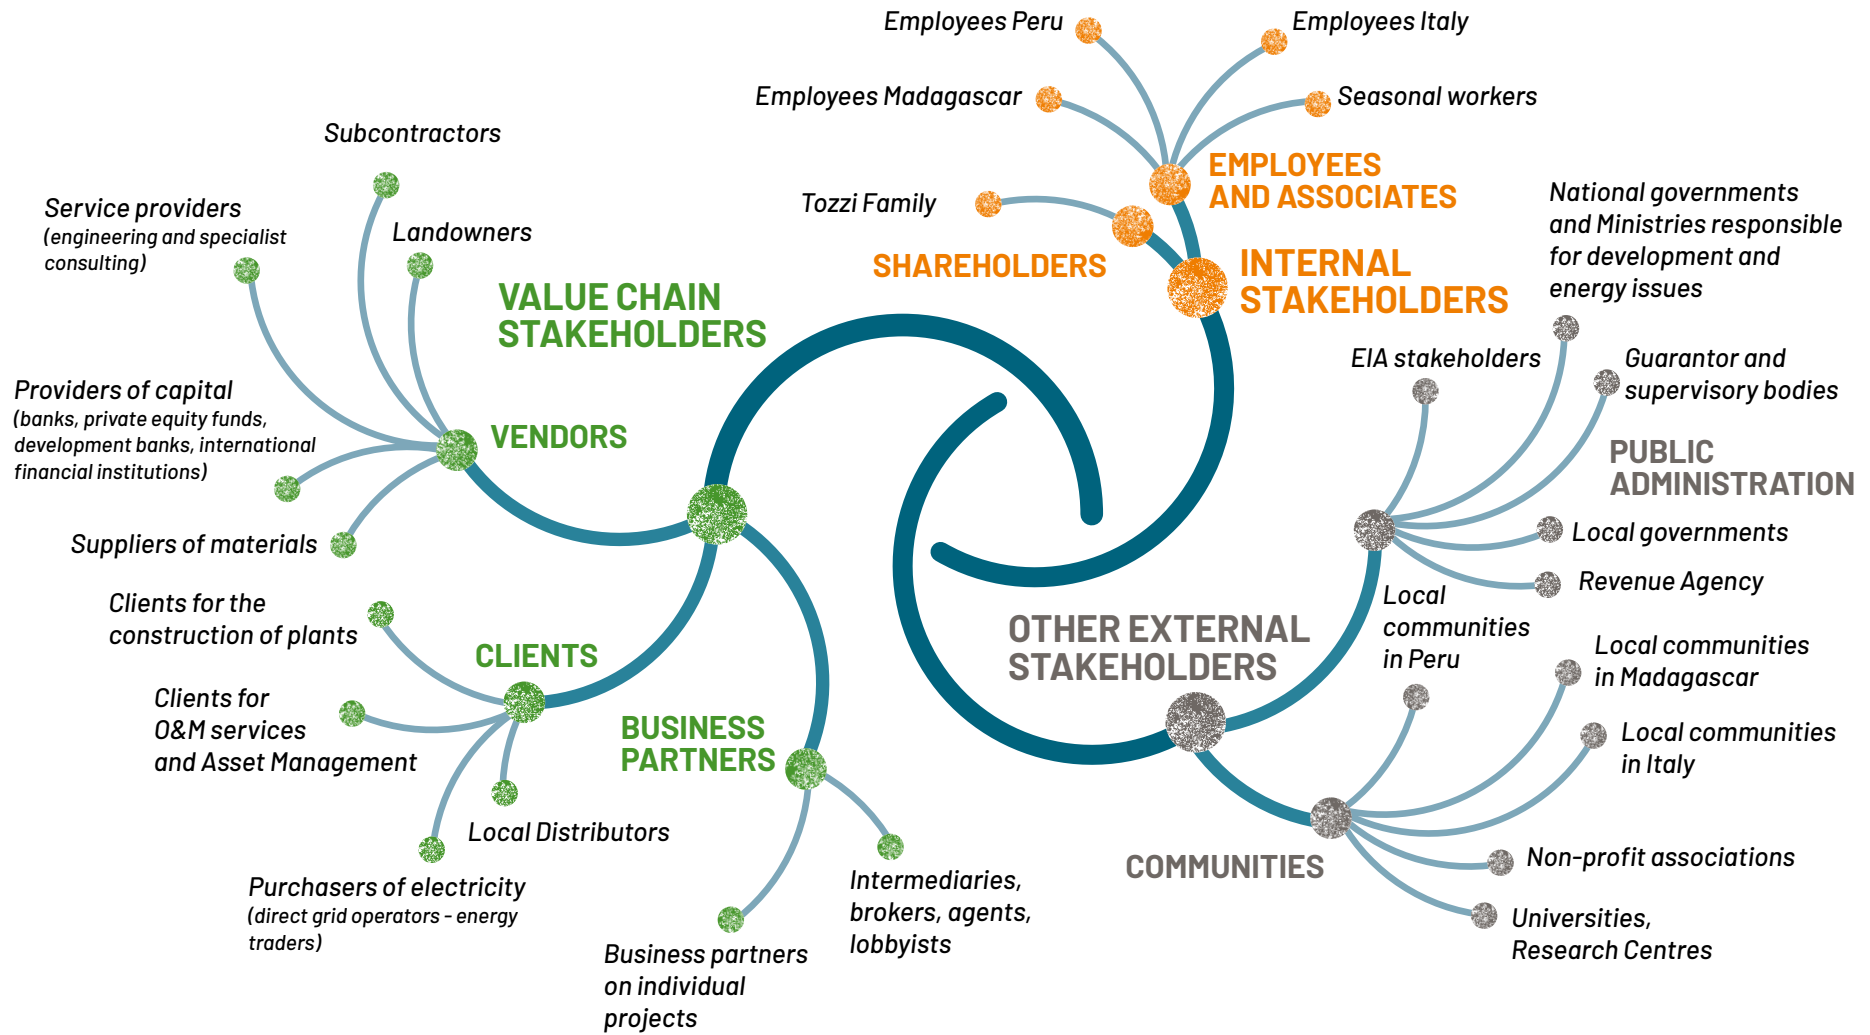 Employees Peru
Employees Italy
Employees Madagascar
Seasonal workers
EMPLOYEES
AND ASSOCIATES
Tozzi Family
SHAREHOLDERS
INTERNAL
STAKEHOLDERS
Subcontractors
Service providers
(engineering and specialist
consulting)
Landowners
VALUE CHAIN
STAKEHOLDERS
Providers of capital
(banks, private equity funds,
development banks, international
financial institutions)
VENDORS
Suppliers of materials
Clients for the
construction of plants
CLIENTS
Clients for
O&M services
and Asset Management
Local Distributors
Purchasers of electricity
(direct grid operators - energy
traders)
BUSINESS
PARTNERS
Intermediaries,
brokers, agents,
lobbyists
Business partners
on individual
projects
National governments
and Ministries responsible
for development and
energy issues
EIA stakeholders
Guarantor and
supervisory bodies
PUBLIC
ADMINISTRATION
Local governments
Revenue Agency
OTHER EXTERNAL
STAKEHOLDERS
Local
communities
in Peru
Local communities
in Madagascar
Local communities
in Italy
COMMUNITIES
Non-profit associations
Universities,
Research Centres